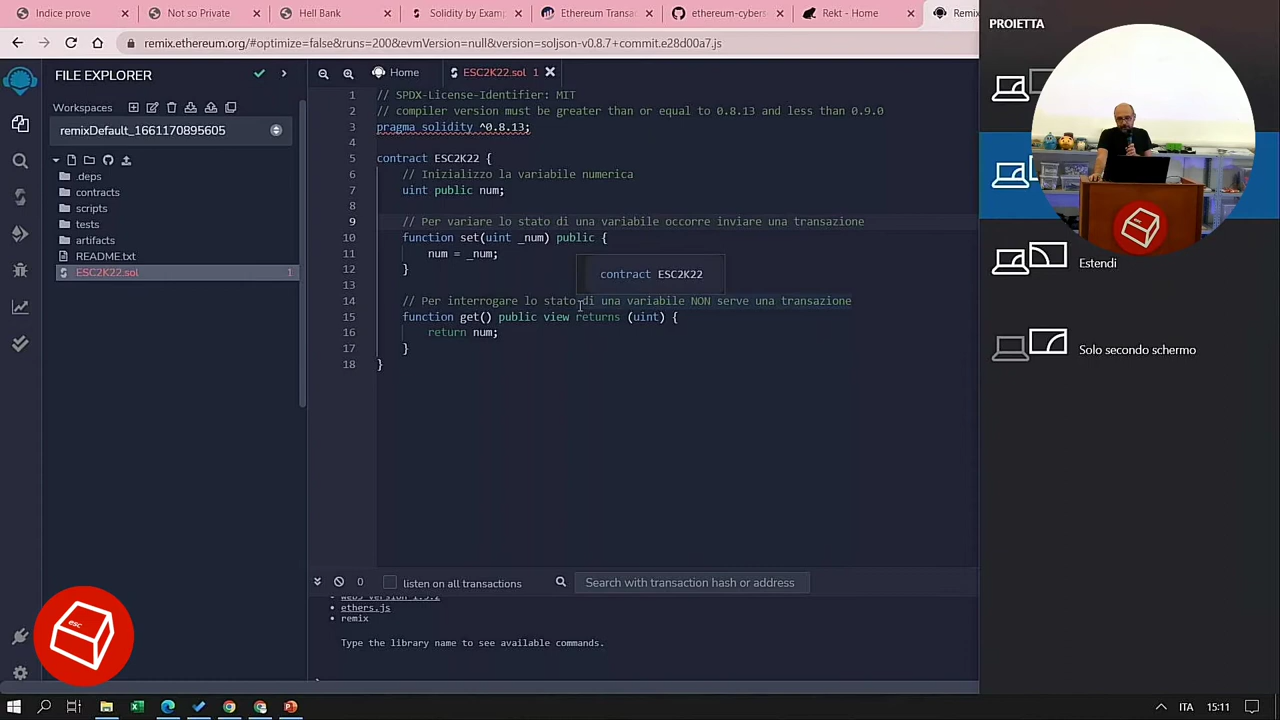 Indice prove
Not so Private
Hell Bank
Solidity by Examp
Ethereum Transac
ethereum-cybers
Rekt - Home
Remix
PROIETTA
remix.ethereum.org/#optimize=false&runs=200&evmVersion=null&version=soljson-v0.8.7+commit.e28d00a7.js
FILE EXPLORER
Home
ESC2K22.sol 1
Workspaces
remixDefault_1661170895605
.deps
contracts
scripts
tests
artifacts
README.txt
ESC2K22.sol 1
1 // SPDX-License-Identifier: MIT
2 // compiler version must be greater than or equal to 0.8.13 and less than 0.9.0
3 pragma solidity ^0.8.13;
4
5 contract ESC2K22 {
6 // Inizializzo la variabile numerica
7 uint public num;
8
9 // Per variare lo stato di una variabile occorre inviare una transazione
10 function set(uint _num) public {
11 num = _num;
12 }
13
contract ESC2K22
14 // Per interrogare lo stato di una variabile NON serve una transazione
15 function get() public view returns (uint) {
16 return num;
17 }
18 }
Estendi
Solo secondo schermo
0
listen on all transactions
Search with transaction hash or address
ethers.js
remix
Type the library name to see available commands.
>
esc
ITA
15:11